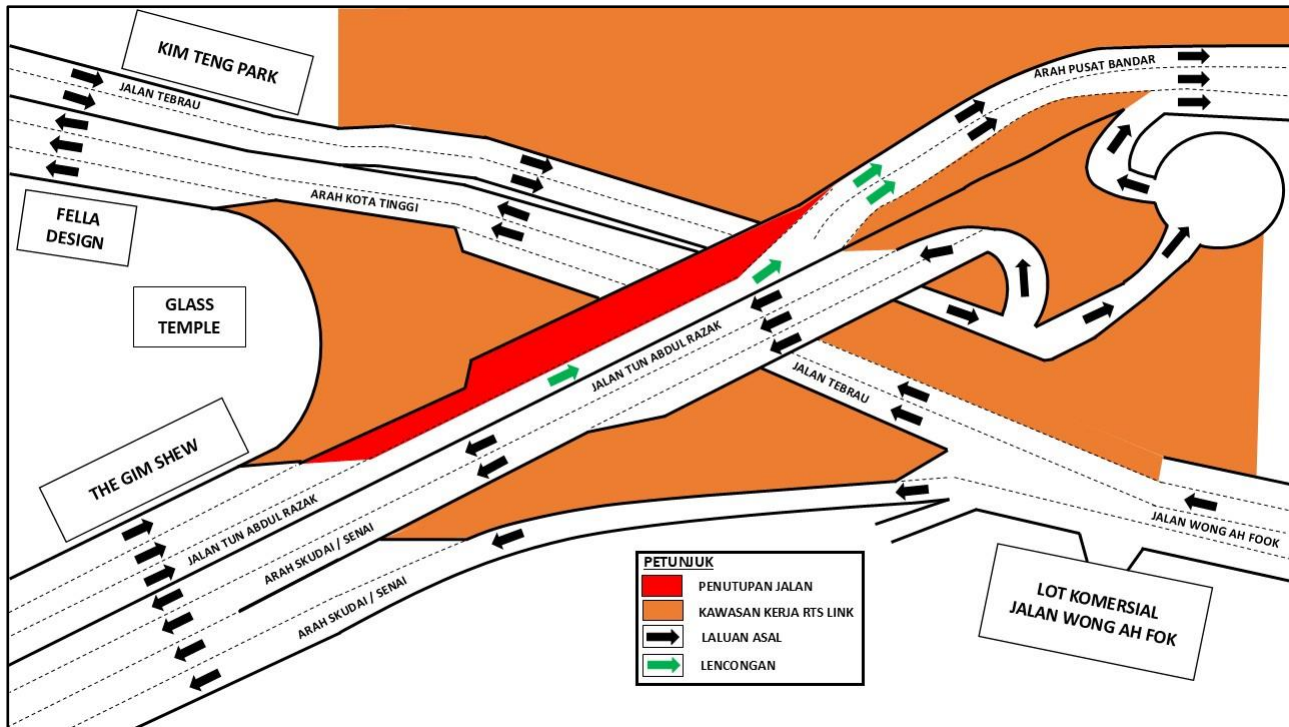 KIM TENG PARK
JALAN TEBRAU
ARAH PUSAT BANDAR
ARAH KOTA TINGGI
FELLA
DESIGN
GLASS
TEMPLE
JALAN TUN ABDUL RAZAK
JALAN TEBRAU
THE GIM SHEW
JALAN TUN ABDUL RAZAK
ARAH SKUDAI / SENAI
ARAH SKUDAI / SENAI
JALAN WONG AH FOOK
PETUNJUK
PENUTUPAN JALAN
KAWASAN KERJA RTS LINK
LALUAN ASAL
LENCONGAN
LOT KOMERSIAL
JALAN WONG AH FOK